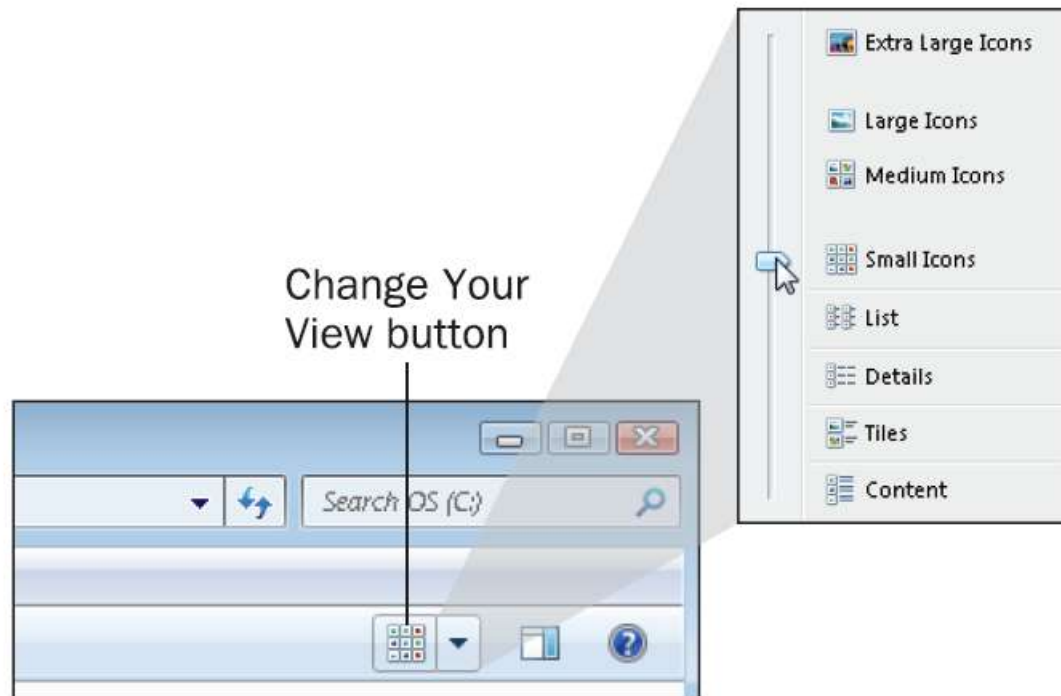 Extra Large Icons
Large Icons
Medium Icons
Small Icons
List
Details
Tiles
Content
Change Your
View button
Search OS (C:)
?